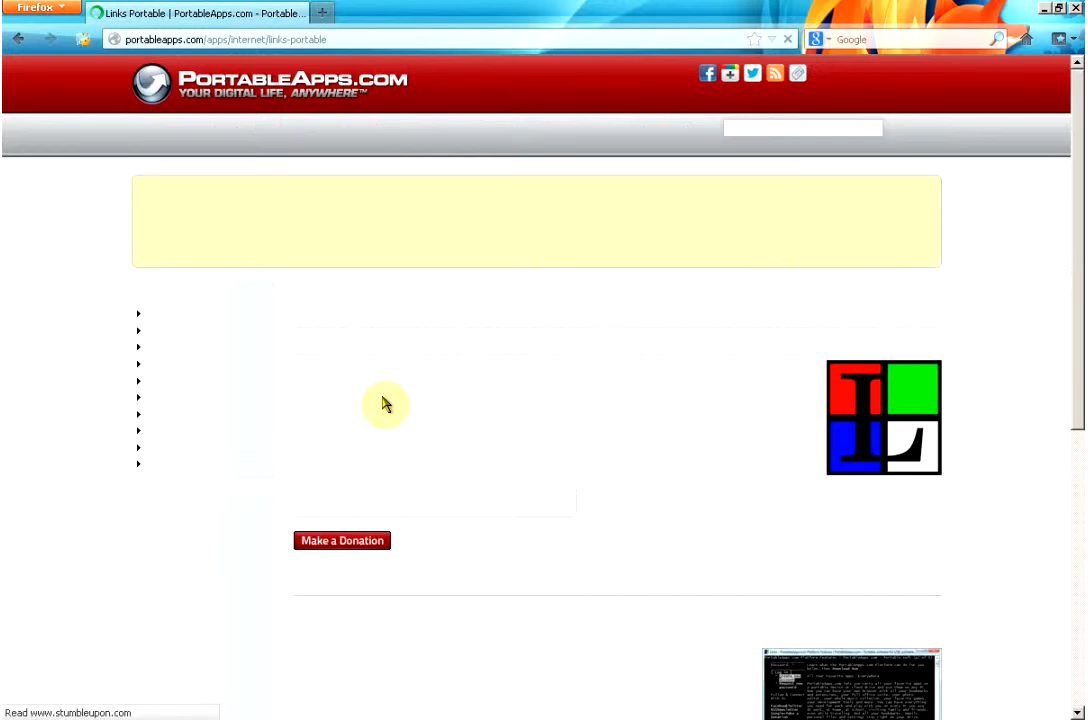 Firefox
Links Portable | PortableApps.com - Portable...
portableapps.com/apps/internet/links-portable
Google
PORTABLEAPPS.COM
YOUR DIGITAL LIFE, ANYWHERE™
L
Make a Donation
Read www.stumbleupon.com